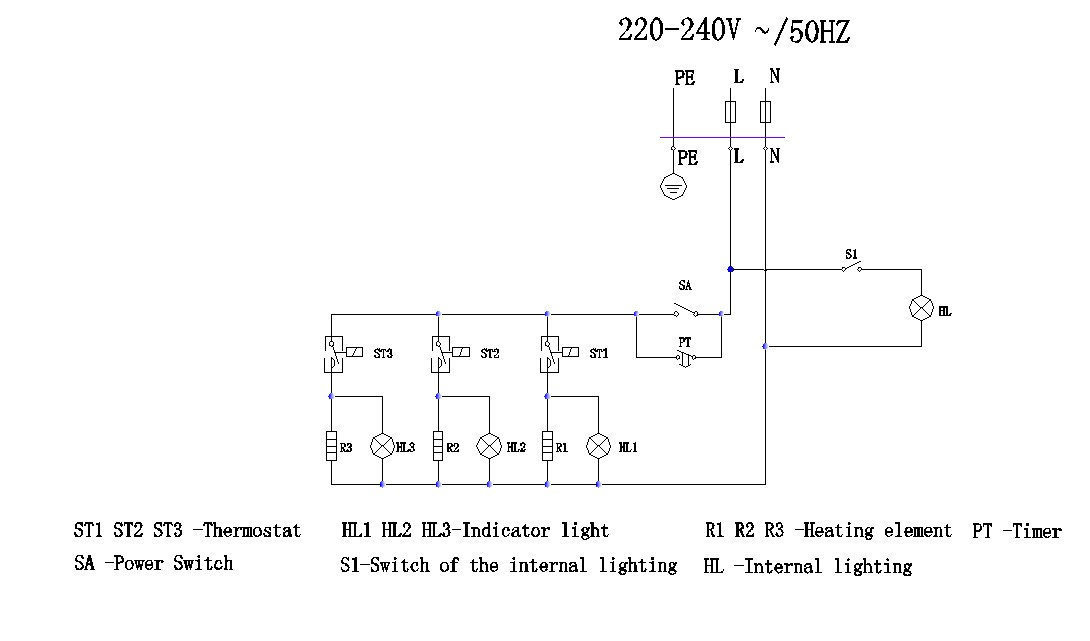 220-240V ~/50HZ
PE L N
PE L N
S1
SA
HL
PT
ST3 ST2 ST1
R3 HL3 R2 HL2 R1 HL1
ST1 ST2 ST3 -Thermostat HL1 HL2 HL3-Indicator light R1 R2 R3 -Heating element PT -Timer
SA -Power Switch S1-Switch of the internal lighting HL -Internal lighting